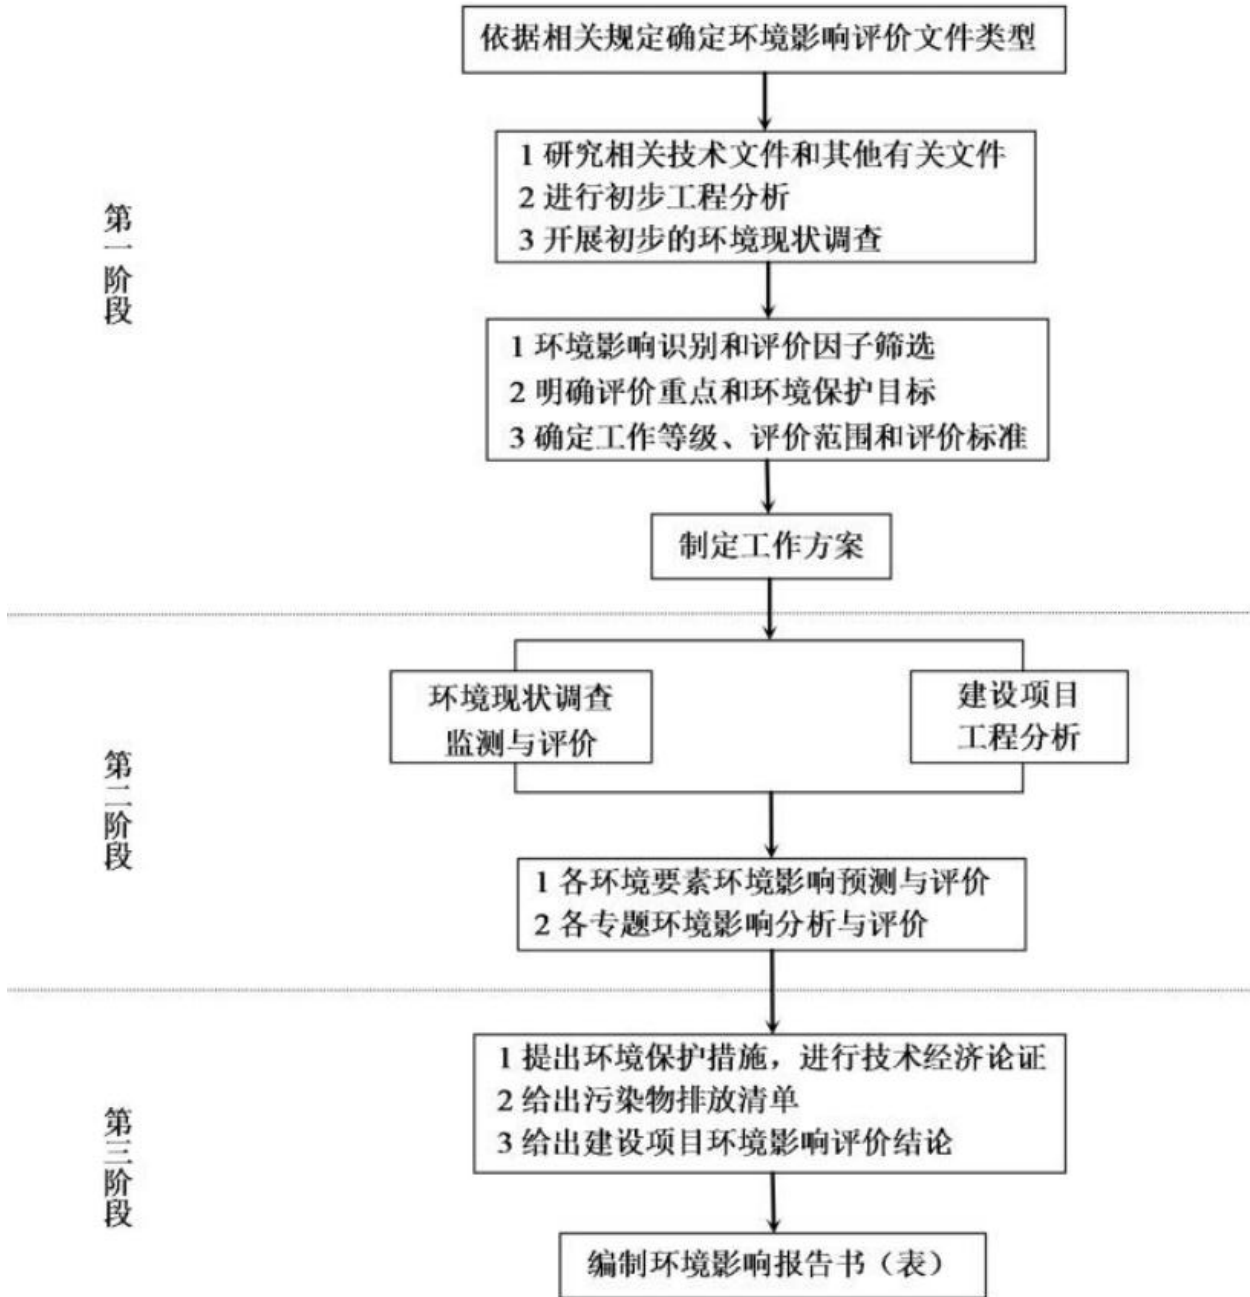 依据相关规定确定环境影响评价文件类型
1 研究相关技术文件和其他有关文件
2 进行初步工程分析
3 开展初步的环境现状调查
第一阶段
1 环境影响识别和评价因子筛选
2 明确评价重点和环境保护目标
3 确定工作等级、评价范围和评价标准
制定工作方案
环境现状调查
监测与评价
建设项目
工程分析
第二阶段
1 各环境要素环境影响预测与评价
2 各专题环境影响分析与评价
1 提出环境保护措施，进行技术经济论证
2 给出污染物排放清单
3 给出建设项目环境影响评价结论
第三阶段
编制环境影响报告书（表）